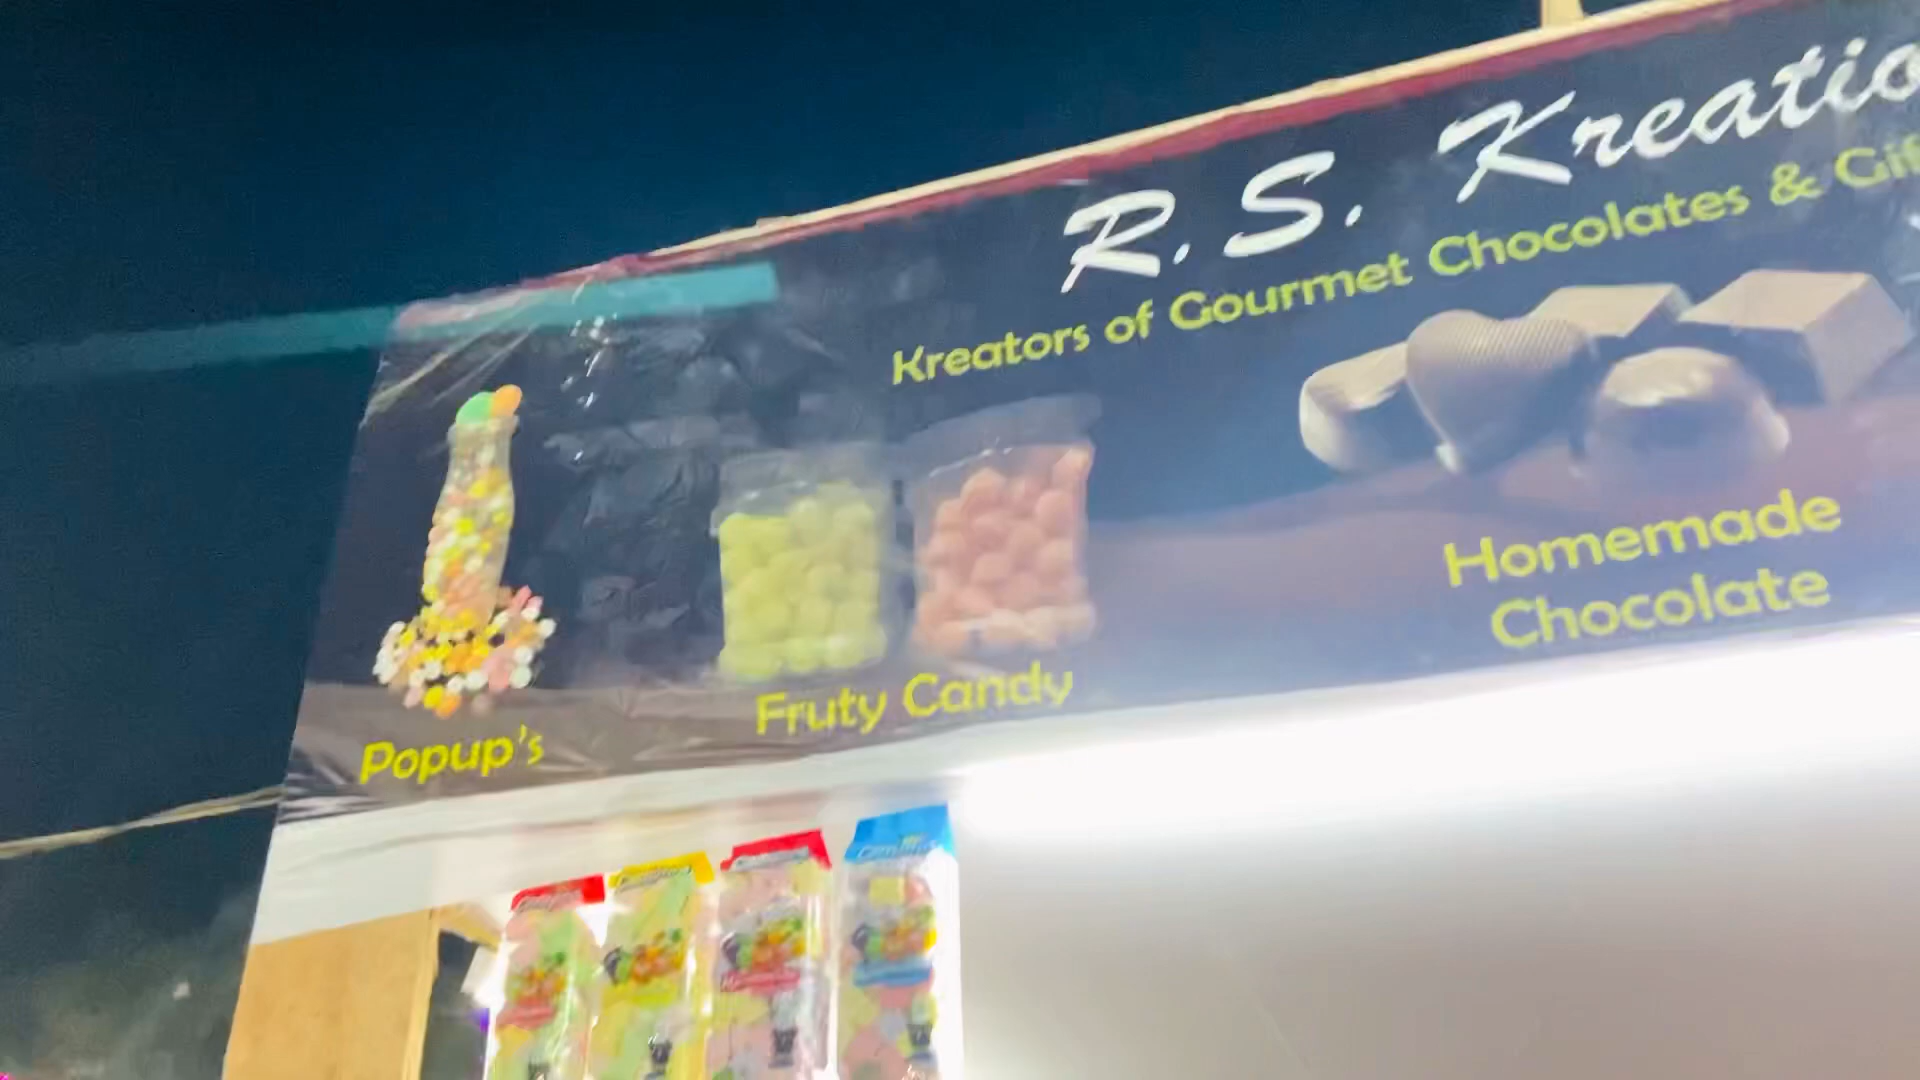 R. S. Kreatio
Kreators of Gourmet Chocolates & Gif
Popup's
Fruty Candy
Homemade
Chocolate